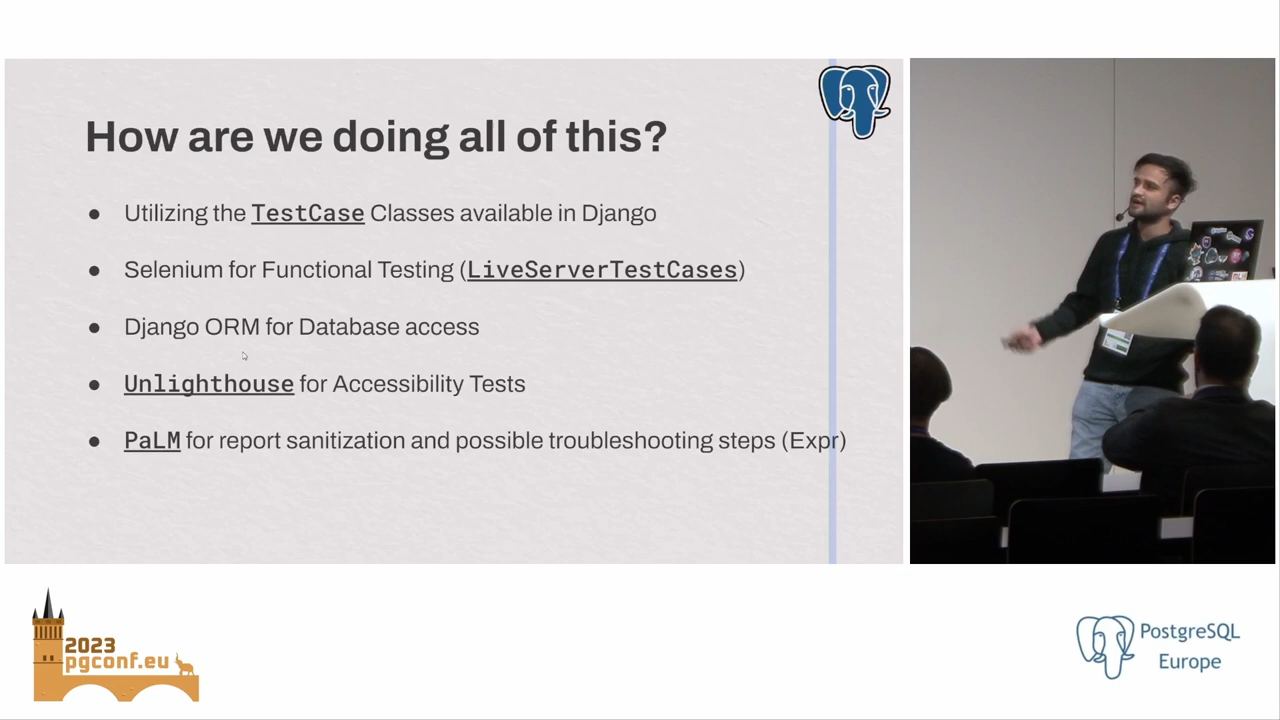 How are we doing all of this?
● Utilizing the TestCase Classes available in Django
● Selenium for Functional Testing (LiveServerTestCases)
● Django ORM for Database access
● Unlighthouse for Accessibility Tests
● PaLM for report sanitization and possible troubleshooting steps (Expr)
2023
pgconf.eu
PostgreSQL
Europe